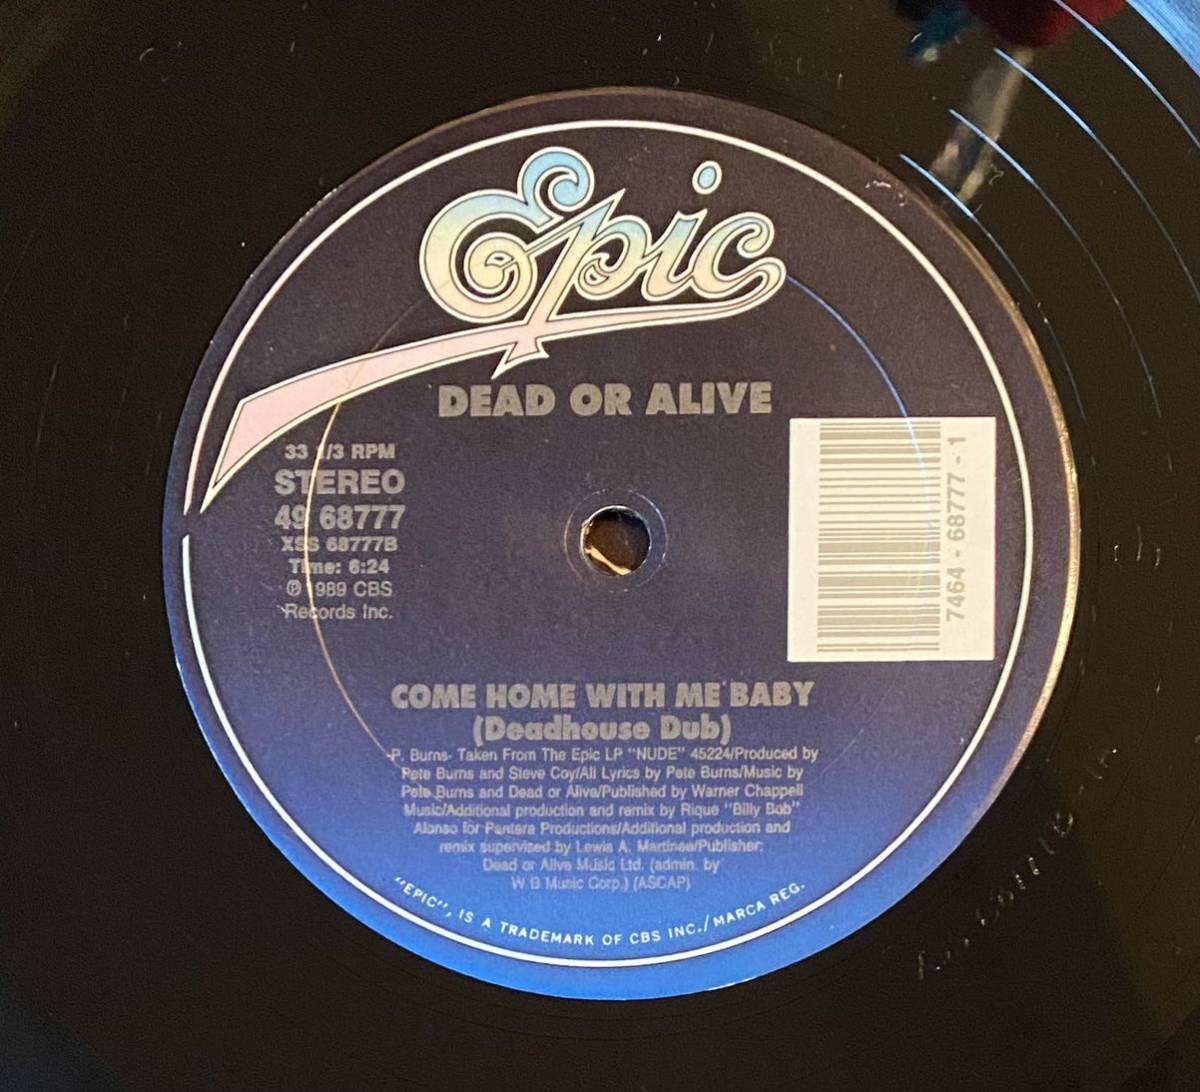 Epic
DEAD OR ALIVE
33 1/3 RPM
STEREO
49 68777
XSS 68777B
Time: 6:24
℗ 1989 CBS
Records Inc.
7464 - 68777 - 1
COME HOME WITH ME BABY
(Deadhouse Dub)
-P. Burns- Taken From The Epic LP "NUDE" 45224/Produced by
Pete Burns and Steve Coy/All Lyrics by Pete Burns/Music by
Pete Burns and Dead or Alive/Published by Warner Chappell
Music/Additional production and remix by Rique "Billy Bob"
Alonso for Pantera Productions/Additional production and
remix supervised by Lewis A. Martinee/Publisher:
Dead or Alive Music Ltd. (admin. by
W B Music Corp.) (ASCAP)
"EPIC", IS A TRADEMARK OF CBS INC./MARCA REG.